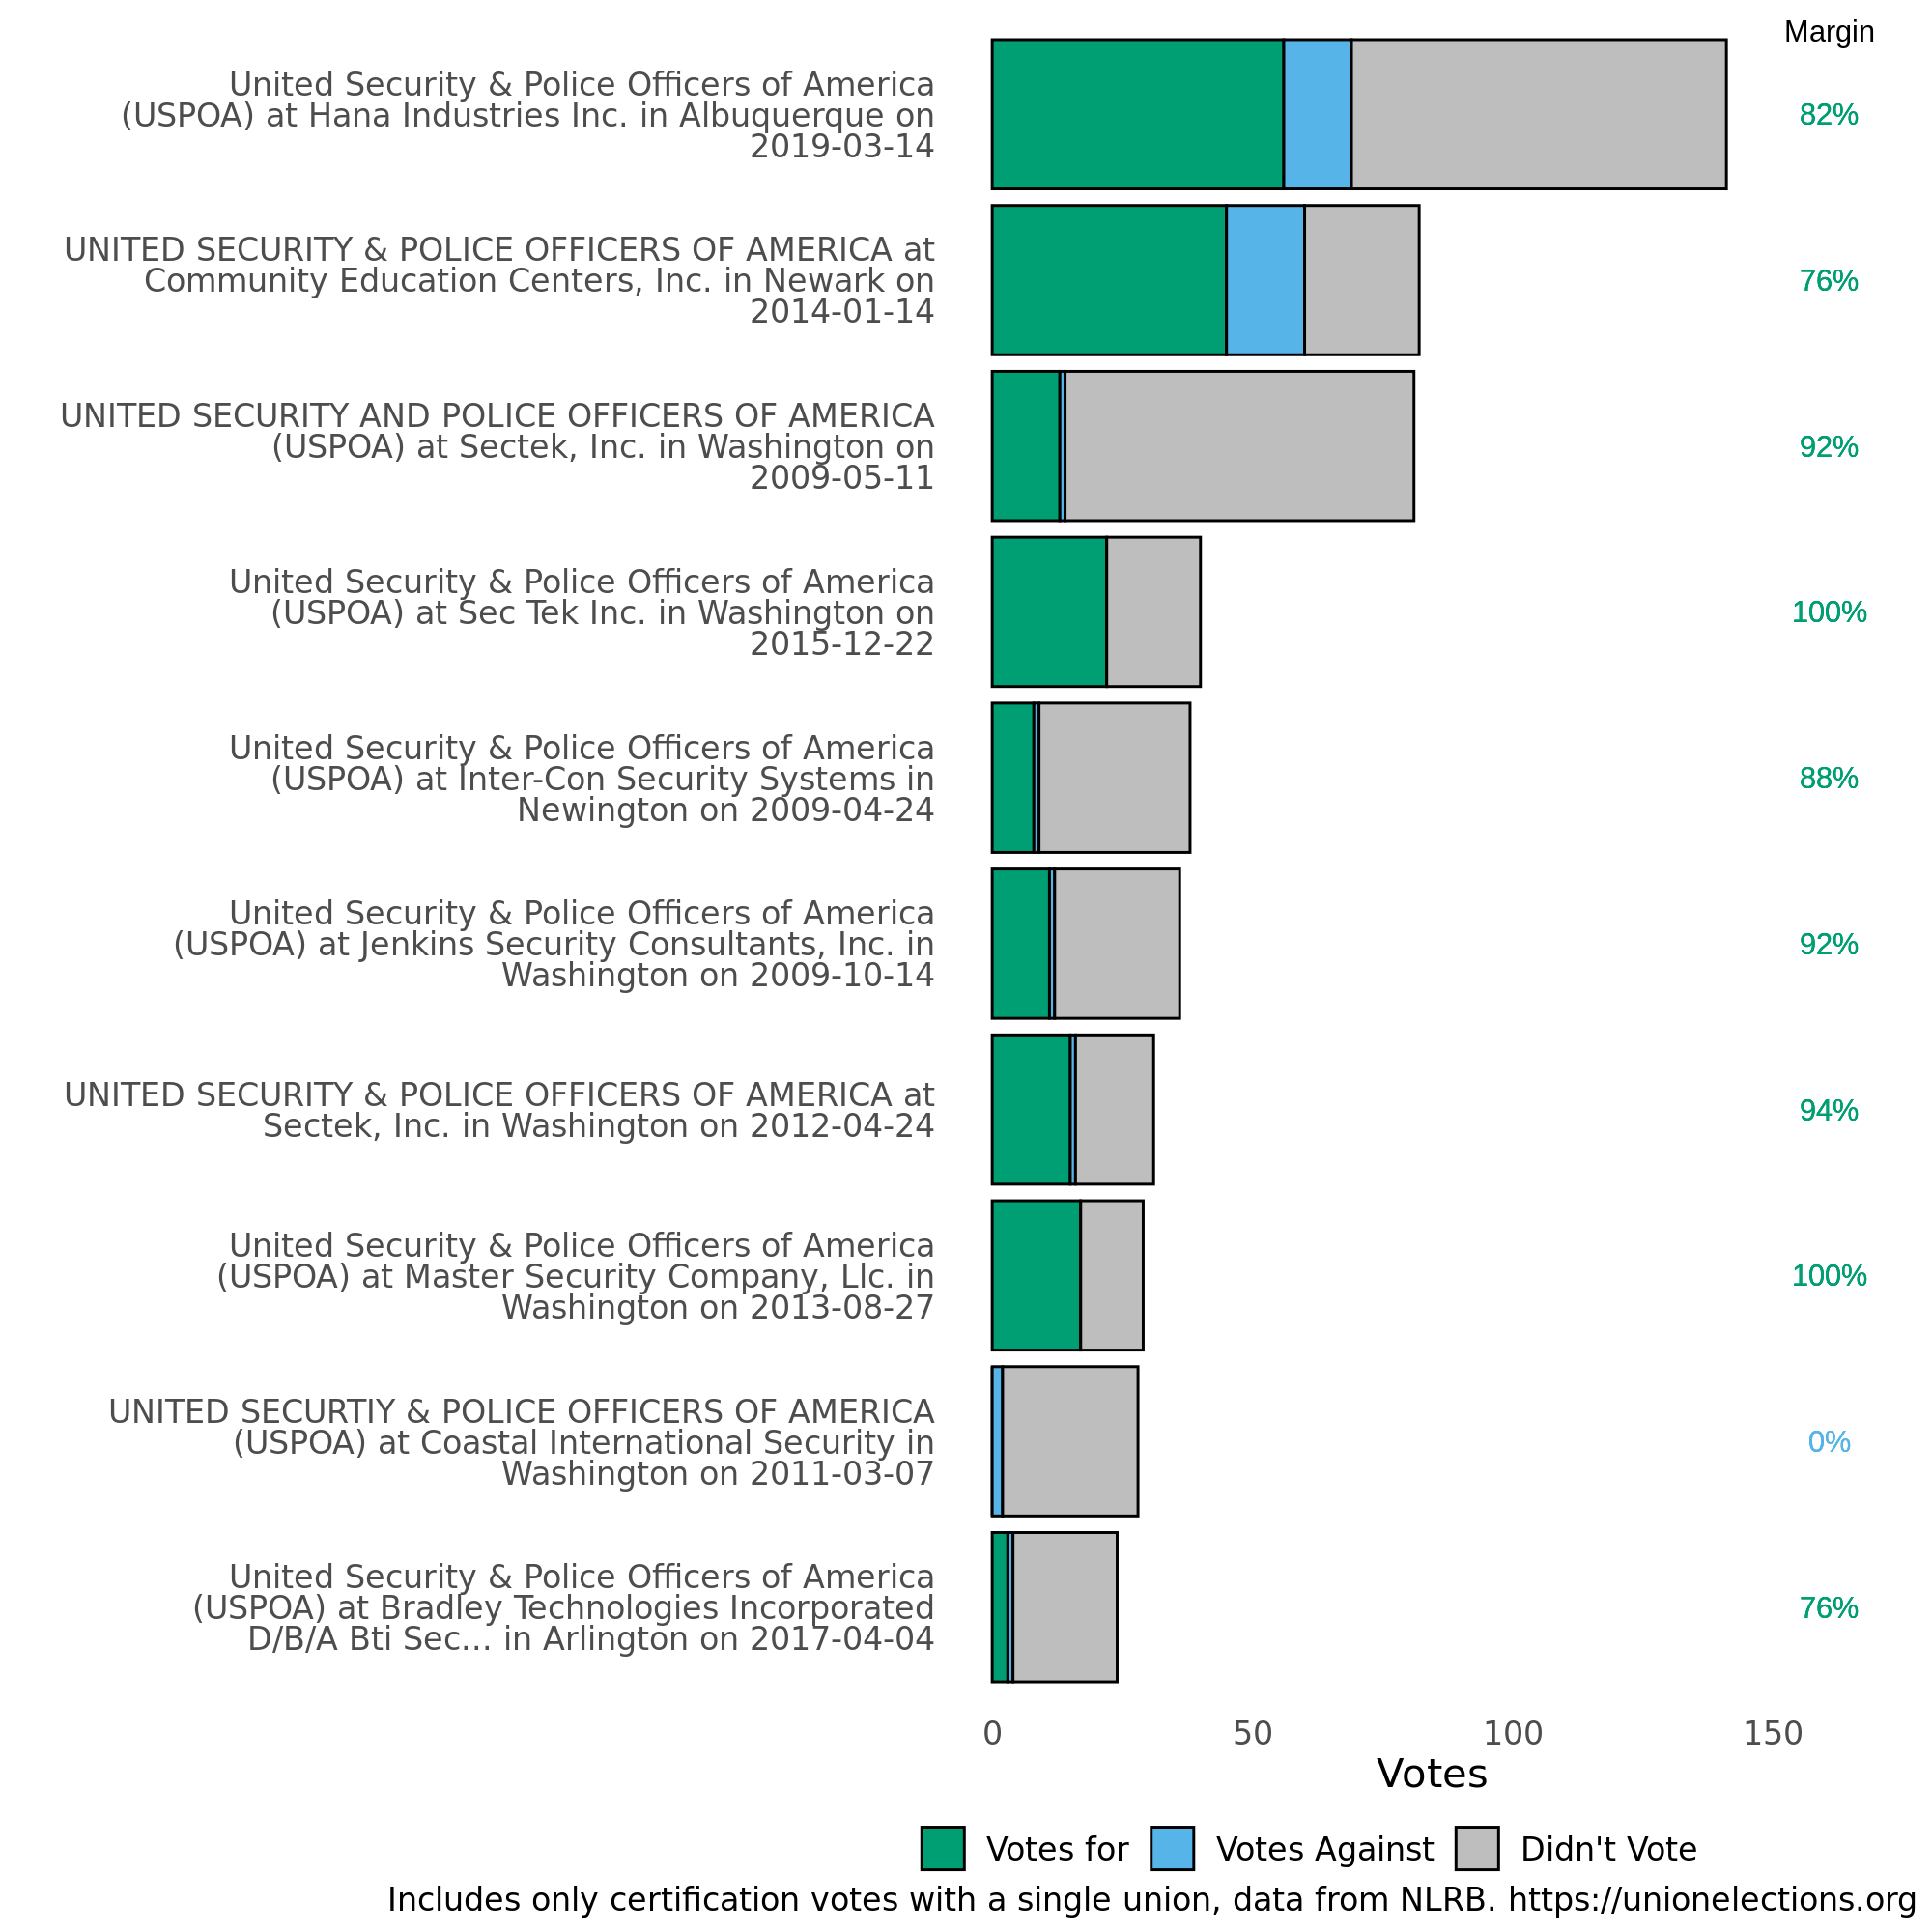 Margin
United Security & Police Officers of America
(USPOA) at Hana Industries Inc. in Albuquerque on
2019-03-14
82%
UNITED SECURITY & POLICE OFFICERS OF AMERICA at
Community Education Centers, Inc. in Newark on
2014-01-14
76%
UNITED SECURITY AND POLICE OFFICERS OF AMERICA
(USPOA) at Sectek, Inc. in Washington on
2009-05-11
92%
United Security & Police Officers of America
(USPOA) at Sec Tek Inc. in Washington on
2015-12-22
100%
United Security & Police Officers of America
(USPOA) at Inter-Con Security Systems in
Newington on 2009-04-24
88%
United Security & Police Officers of America
(USPOA) at Jenkins Security Consultants, Inc. in
Washington on 2009-10-14
92%
UNITED SECURITY & POLICE OFFICERS OF AMERICA at
Sectek, Inc. in Washington on 2012-04-24
94%
United Security & Police Officers of America
(USPOA) at Master Security Company, Llc. in
Washington on 2013-08-27
100%
UNITED SECURTIY & POLICE OFFICERS OF AMERICA
(USPOA) at Coastal International Security in
Washington on 2011-03-07
0%
United Security & Police Officers of America
(USPOA) at Bradley Technologies Incorporated
D/B/A Bti Sec... in Arlington on 2017-04-04
76%
0 50 100 150
Votes
Votes for Votes Against Didn't Vote
Includes only certification votes with a single union, data from NLRB. https://unionelections.org